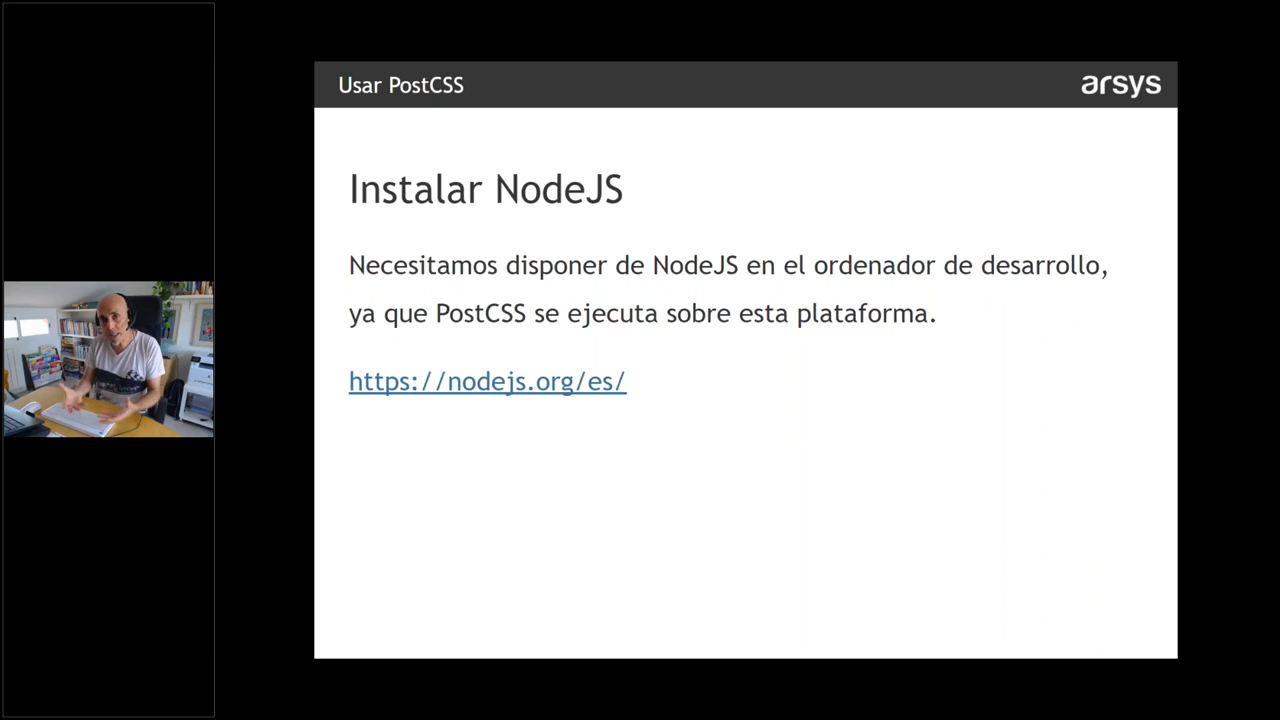 Usar PostCSS
arsys
Instalar NodeJS
Necesitamos disponer de NodeJS en el ordenador de desarrollo,
ya que PostCSS se ejecuta sobre esta plataforma.
https://nodejs.org/es/